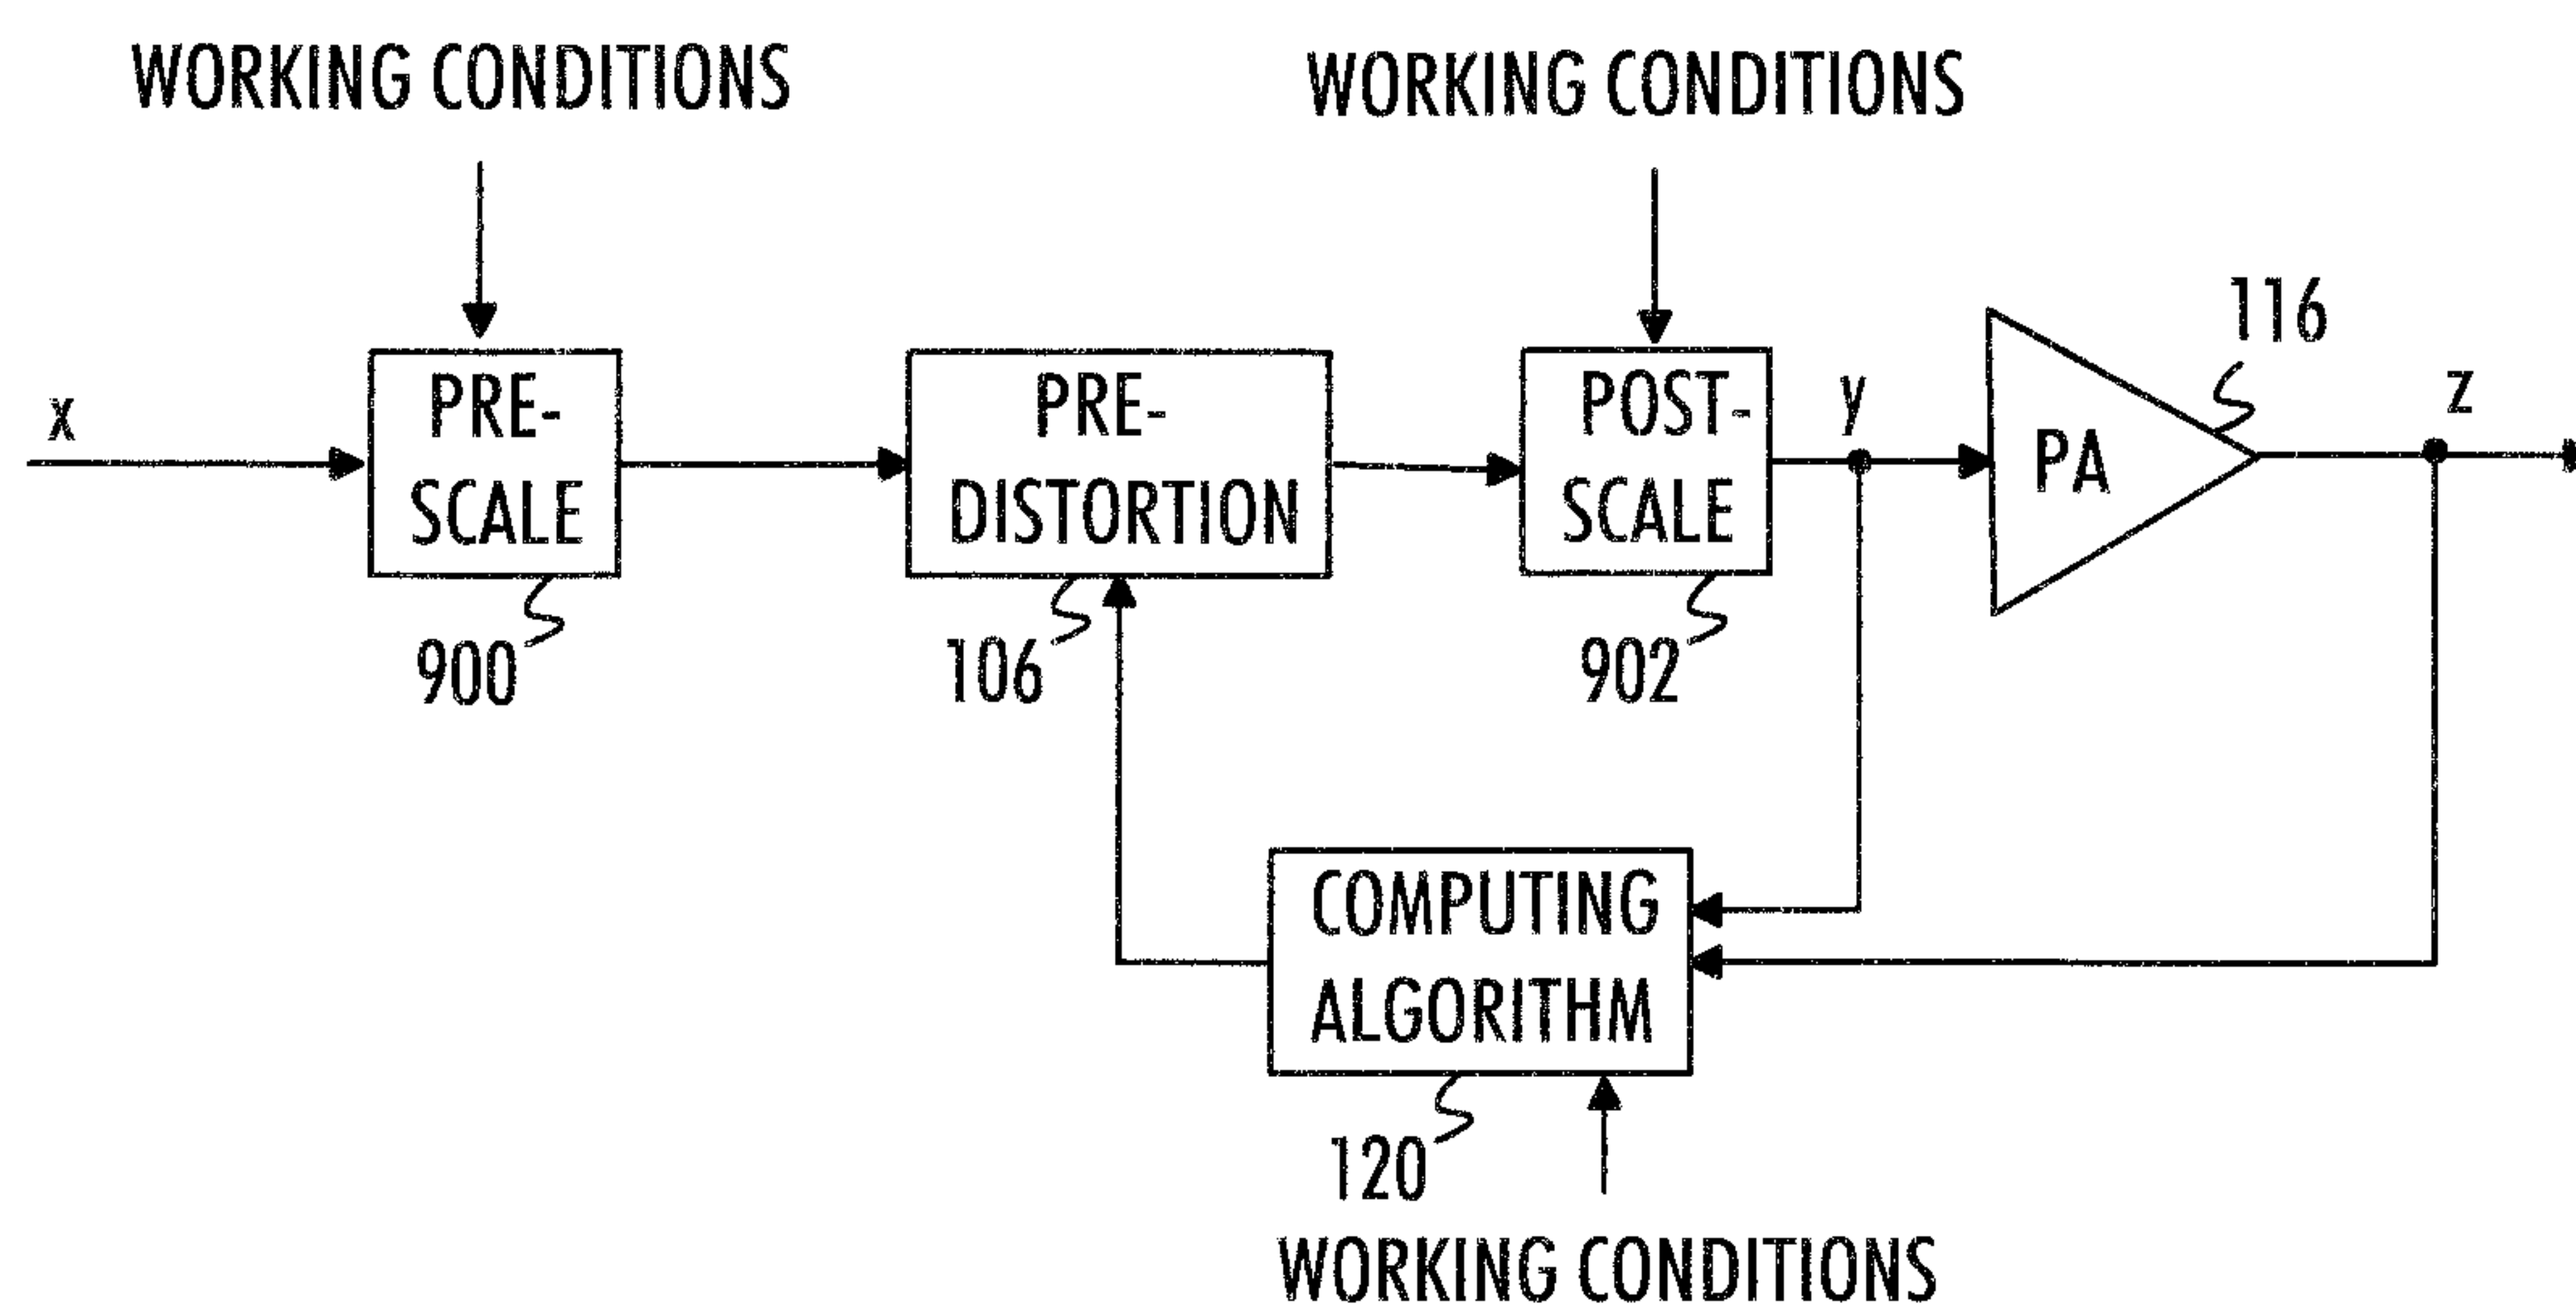 WORKING CONDITIONS
WORKING CONDITIONS
116
x
PRE-
SCALE
PRE-
DISTORTION
POST-
SCALE
y
PA
z
900
106
902
COMPUTING
ALGORITHM
120
WORKING CONDITIONS